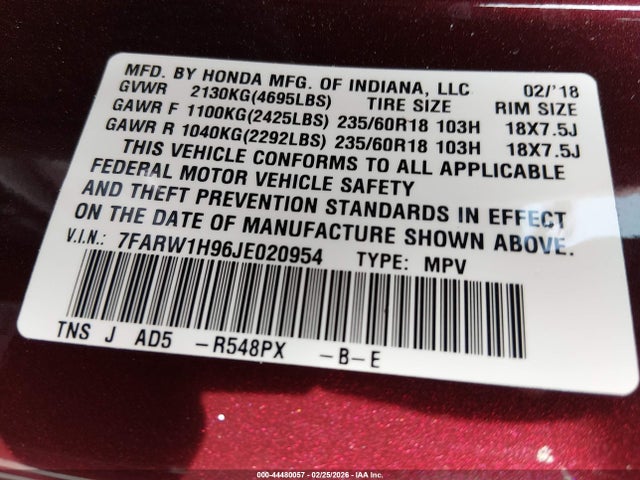 MFD. BY HONDA MFG. OF INDIANA, LLC 02/'18
GVWR 2130KG(4695LBS) TIRE SIZE RIM SIZE
GAWR F 1100KG(2425LBS) 235/60R18 103H 18X7.5J
GAWR R 1040KG(2292LBS) 235/60R18 103H 18X7.5J
THIS VEHICLE CONFORMS TO ALL APPLICABLE
FEDERAL MOTOR VEHICLE SAFETY
AND THEFT PREVENTION STANDARDS IN EFFECT
ON THE DATE OF MANUFACTURE SHOWN ABOVE.
V.I.N.: 7FARW1H96JE020954 TYPE: MPV
TNS J AD5 -R548PX -B-E
000-44480057 - 02/25/2026 - IAA Inc.